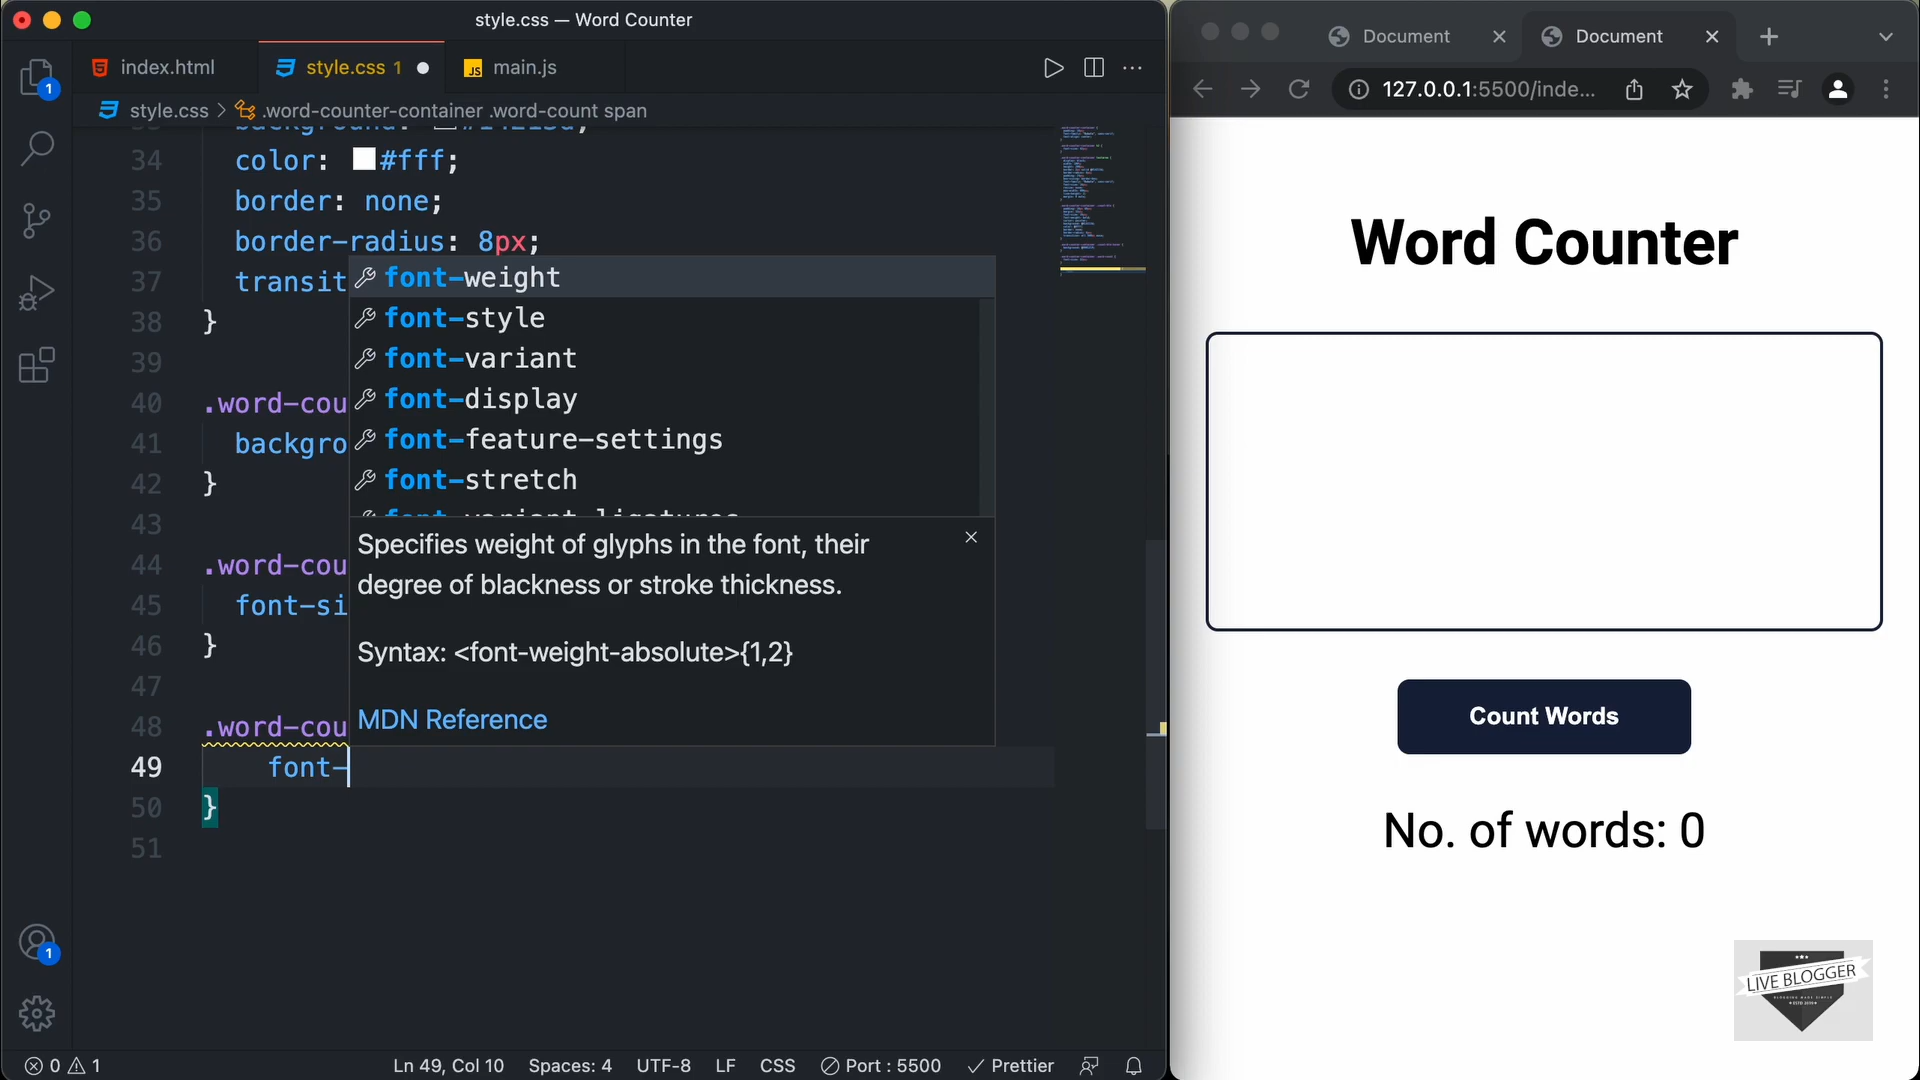 style.css — Word Counter
index.html
style.css 1
main.js
style.css > .word-counter-container .word-count span
34 color: #fff;
35 border: none;
36 border-radius: 8px;
37 transit
38 }
39
40 .word-cou
41 backgro
42 }
43
44 .word-cou
45 font-si
46 }
47
48 .word-cou
49 font-
50 }
51
font-weight
font-style
font-variant
font-display
font-feature-settings
font-stretch
font-variant-ligatures
Specifies weight of glyphs in the font, their
degree of blackness or stroke thickness.
Syntax: <font-weight-absolute>{1,2}
MDN Reference
1
1
0 1
Ln 49, Col 10
Spaces: 4
UTF-8
LF
CSS
Port : 5500
Prettier
Document
Document
127.0.0.1:5500/inde...
Word Counter
Count Words
No. of words: 0
LIVE BLOGGER